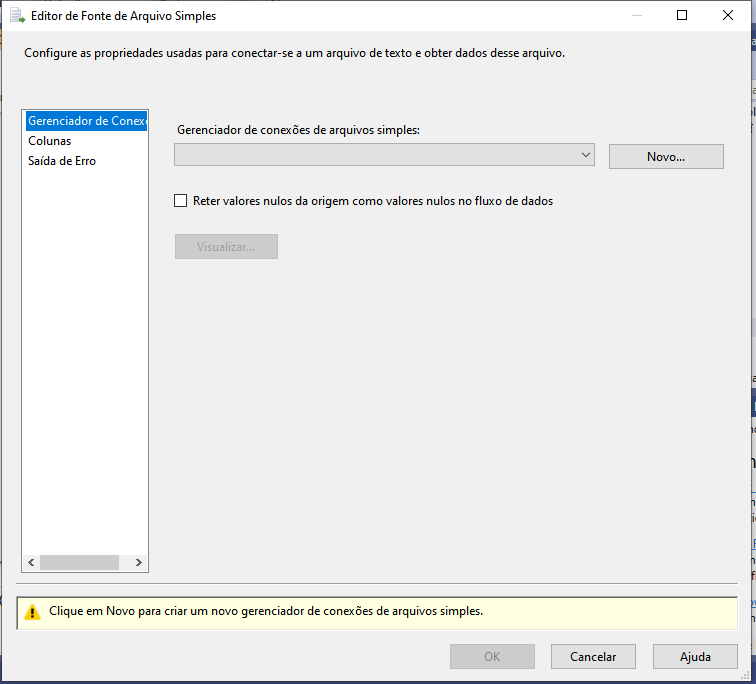 Editor de Fonte de Arquivo Simples
Configure as propriedades usadas para conectar-se a um arquivo de texto e obter dados desse arquivo.
Gerenciador de Conex
Colunas
Saída de Erro
Gerenciador de conexões de arquivos simples:
Novo...
Reter valores nulos da origem como valores nulos no fluxo de dados
Visualizar...
Clique em Novo para criar um novo gerenciador de conexões de arquivos simples.
OK
Cancelar
Ajuda